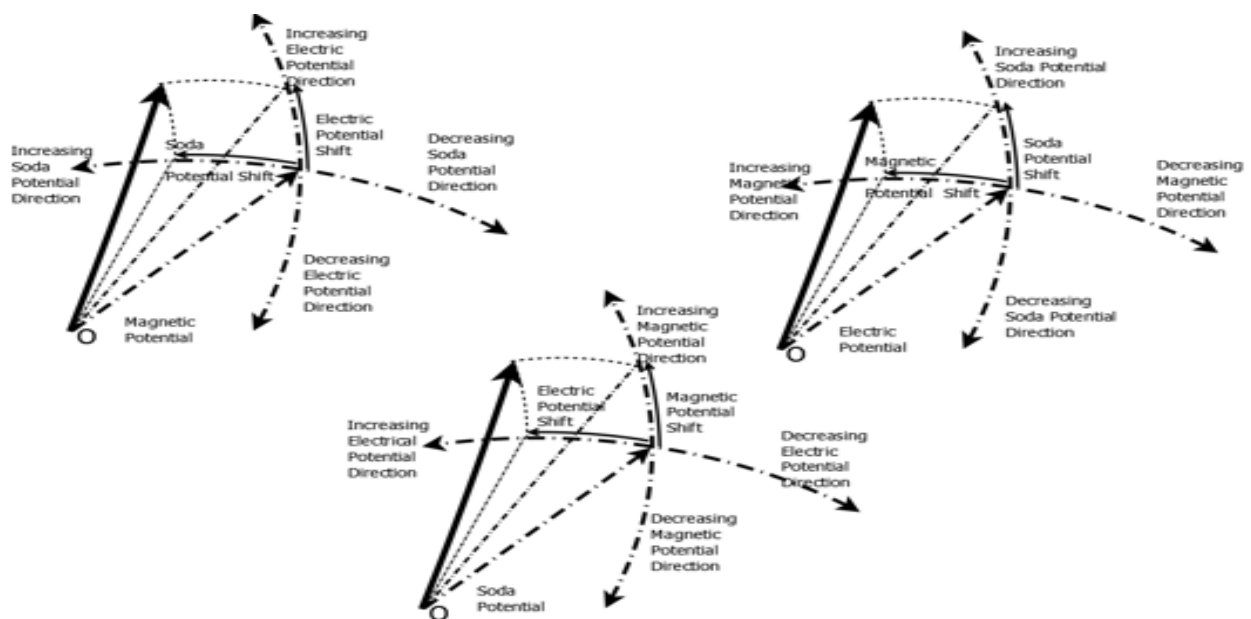 Increasing
Electric
Potential
Direction
Electric
Potential
Shift
Soda
Potential Shift
Increasing
Soda
Potential
Direction
Decreasing
Soda
Potential
Direction
Decreasing
Electric
Potential
Direction
Magnetic
Potential
O
Increasing
Soda Potential
Direction
Soda
Potential
Shift
Magnetic
Potential Shift
Increasing
Magnetic
Potential
Direction
Decreasing
Magnetic
Potential
Direction
Decreasing
Soda Potential
Direction
Electric
Potential
O
Increasing
Magnetic
Potential
Direction
Electric
Potential
Shift
Magnetic
Potential
Shift
Increasing
Electrical
Potential
Direction
Decreasing
Electric
Potential
Direction
Decreasing
Magnetic
Potential
Direction
Soda
Potential
O